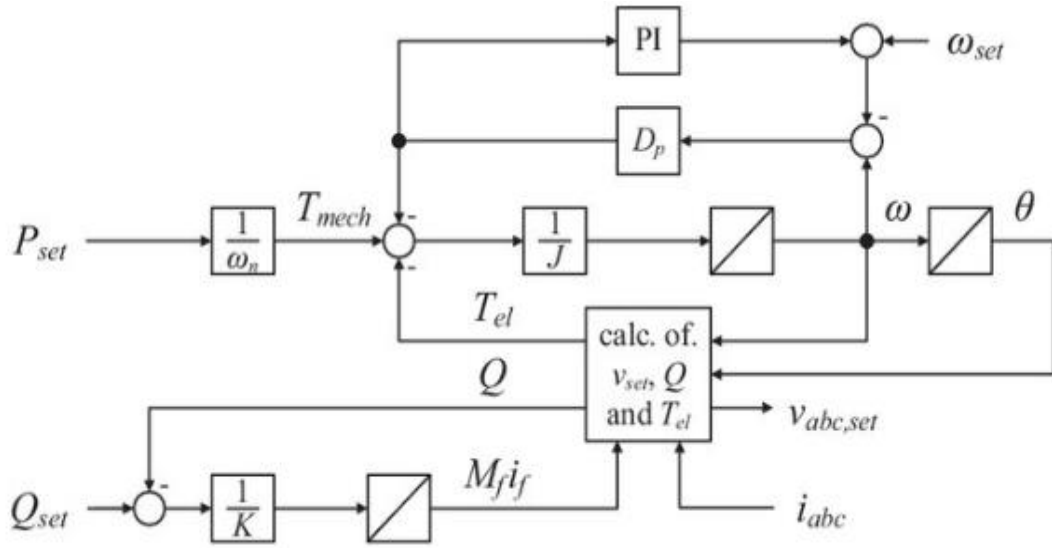 PI
ω_set
-
D_p
P_set
1/ω_n
T_mech
-
-
1/J
ω
θ
T_el
calc. of.
v_set, Q
and T_el
Q
v_abc,set
Q_set
-
1/K
M_f i_f
i_abc